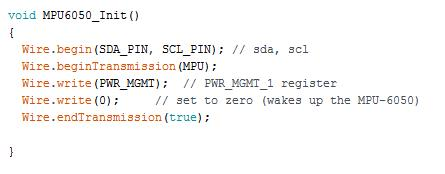 void MPU6050_Init()
{
  Wire.begin(SDA_PIN, SCL_PIN); // sda, scl
  Wire.beginTransmission(MPU);
  Wire.write(PWR_MGMT);  // PWR_MGMT_1 register
  Wire.write(0);     // set to zero (wakes up the MPU-6050)
  Wire.endTransmission(true);

}